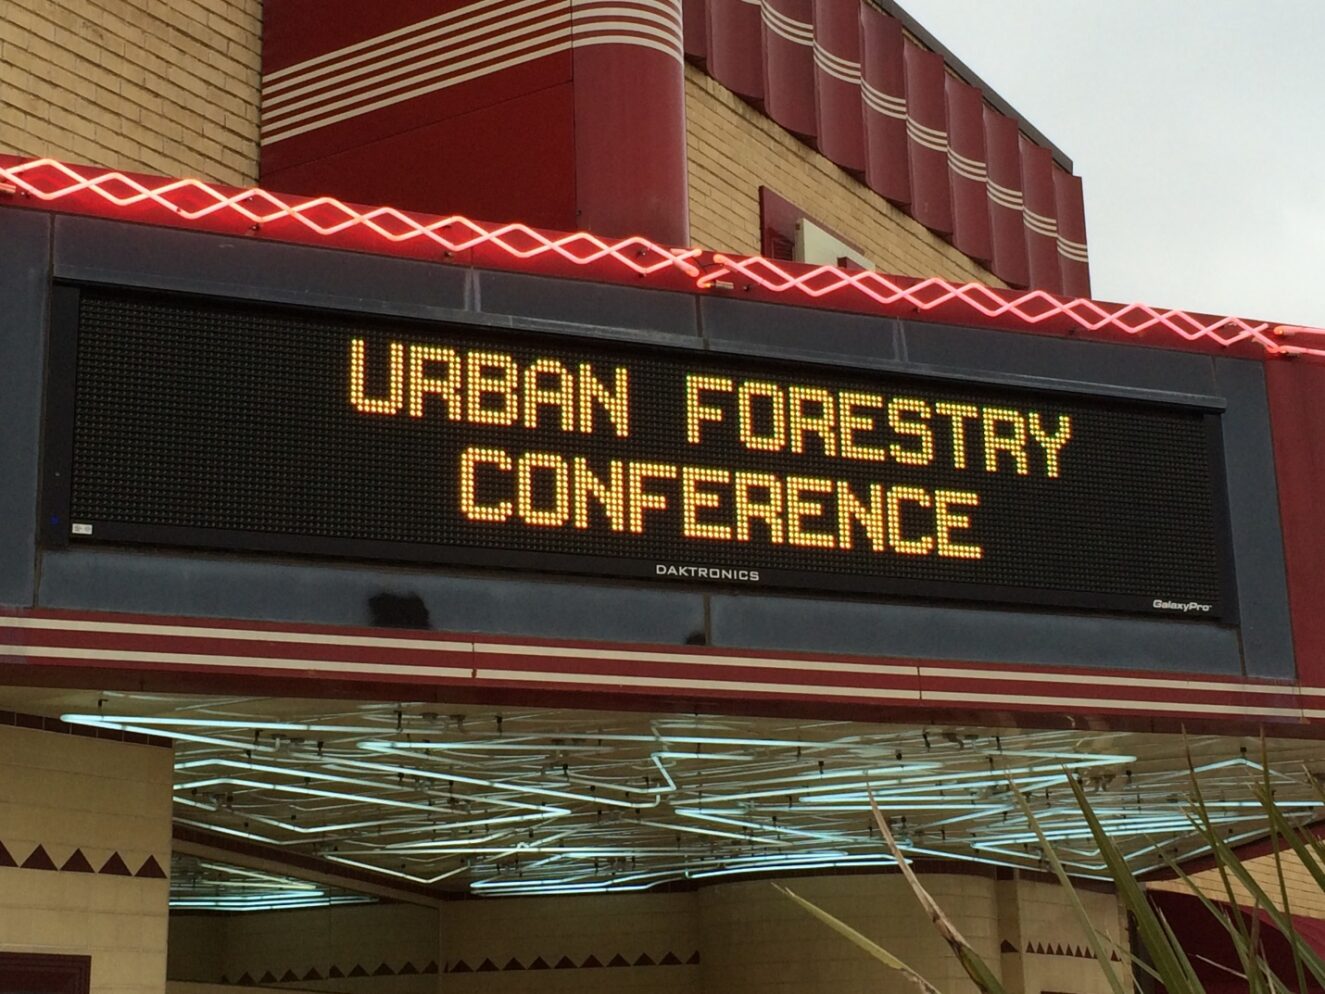 URBAN FORESTRY
CONFERENCE
DAKTRONICS
GalaxyPro